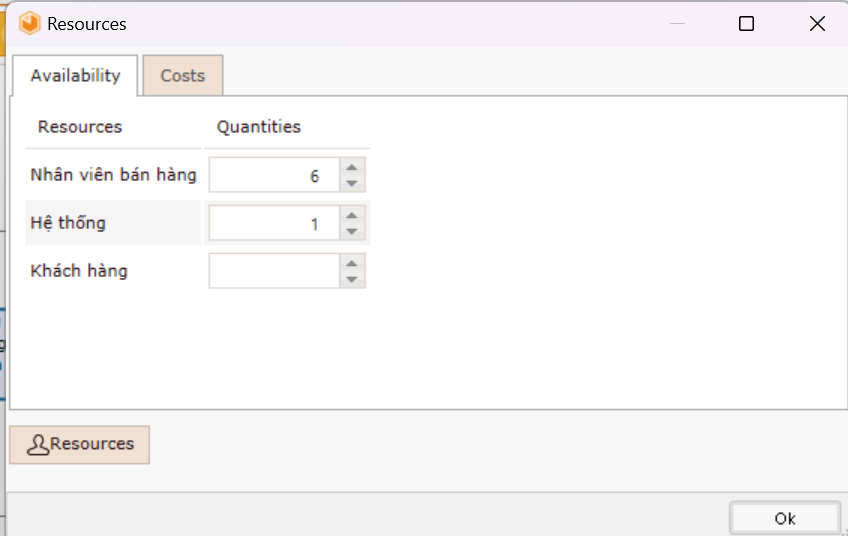 Resources
Availability Costs
Resources Quantities
Nhân viên bán hàng 6
Hệ thống 1
Khách hàng
Resources
Ok